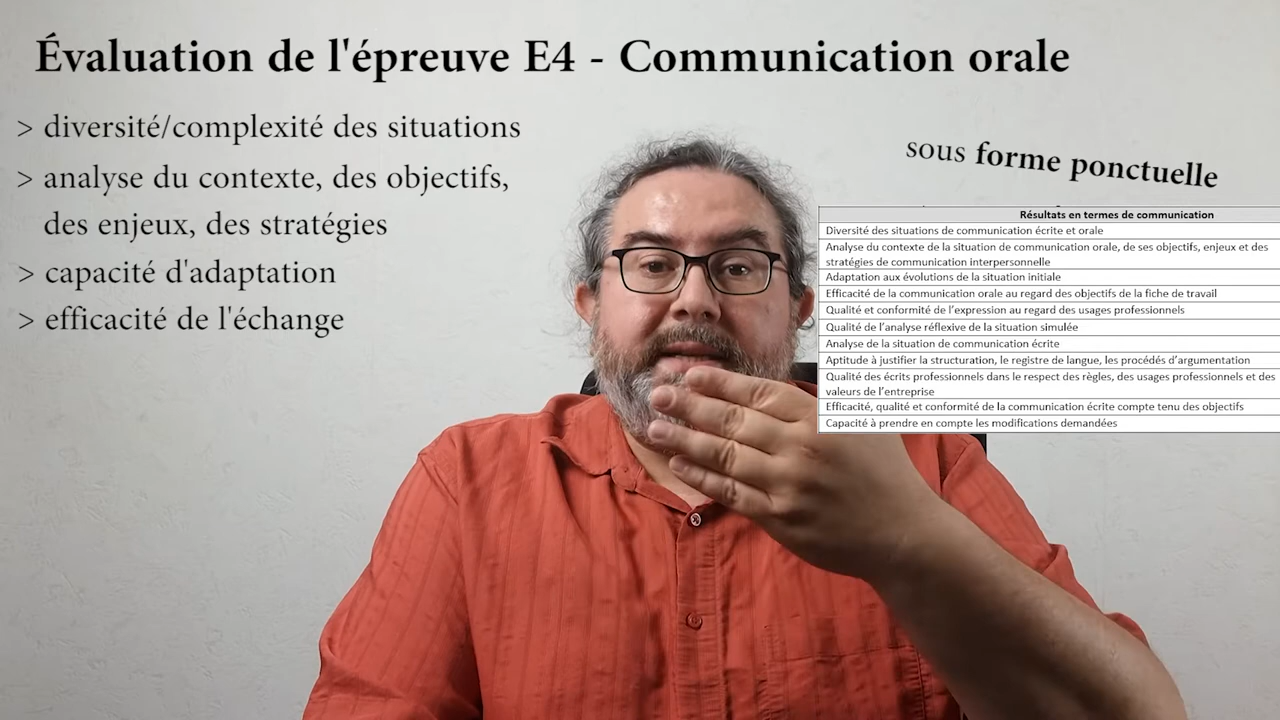 Évaluation de l'épreuve E4 - Communication orale
> diversité/complexité des situations
> analyse du contexte, des objectifs,
des enjeux, des stratégies
> capacité d'adaptation
> efficacité de l'échange
sous forme ponctuelle
Résultats en termes de communication
Diversité des situations de communication écrite et orale
Analyse du contexte de la situation de communication orale, de ses objectifs, enjeux et des
stratégies de communication interpersonnelle
Adaptation aux évolutions de la situation initiale
Efficacité de la communication orale au regard des objectifs de la fiche de travail
Qualité et conformité de l'expression au regard des usages professionnels
Qualité de l'analyse réflexive de la situation simulée
Analyse de la situation de communication écrite
Aptitude à justifier la structuration, le registre de langue, les procédés d'argumentation
Qualité des écrits professionnels dans le respect des règles, des usages professionnels et des
valeurs de l'entreprise
Efficacité, qualité et conformité de la communication écrite compte tenu des objectifs
Capacité à prendre en compte les modifications demandées